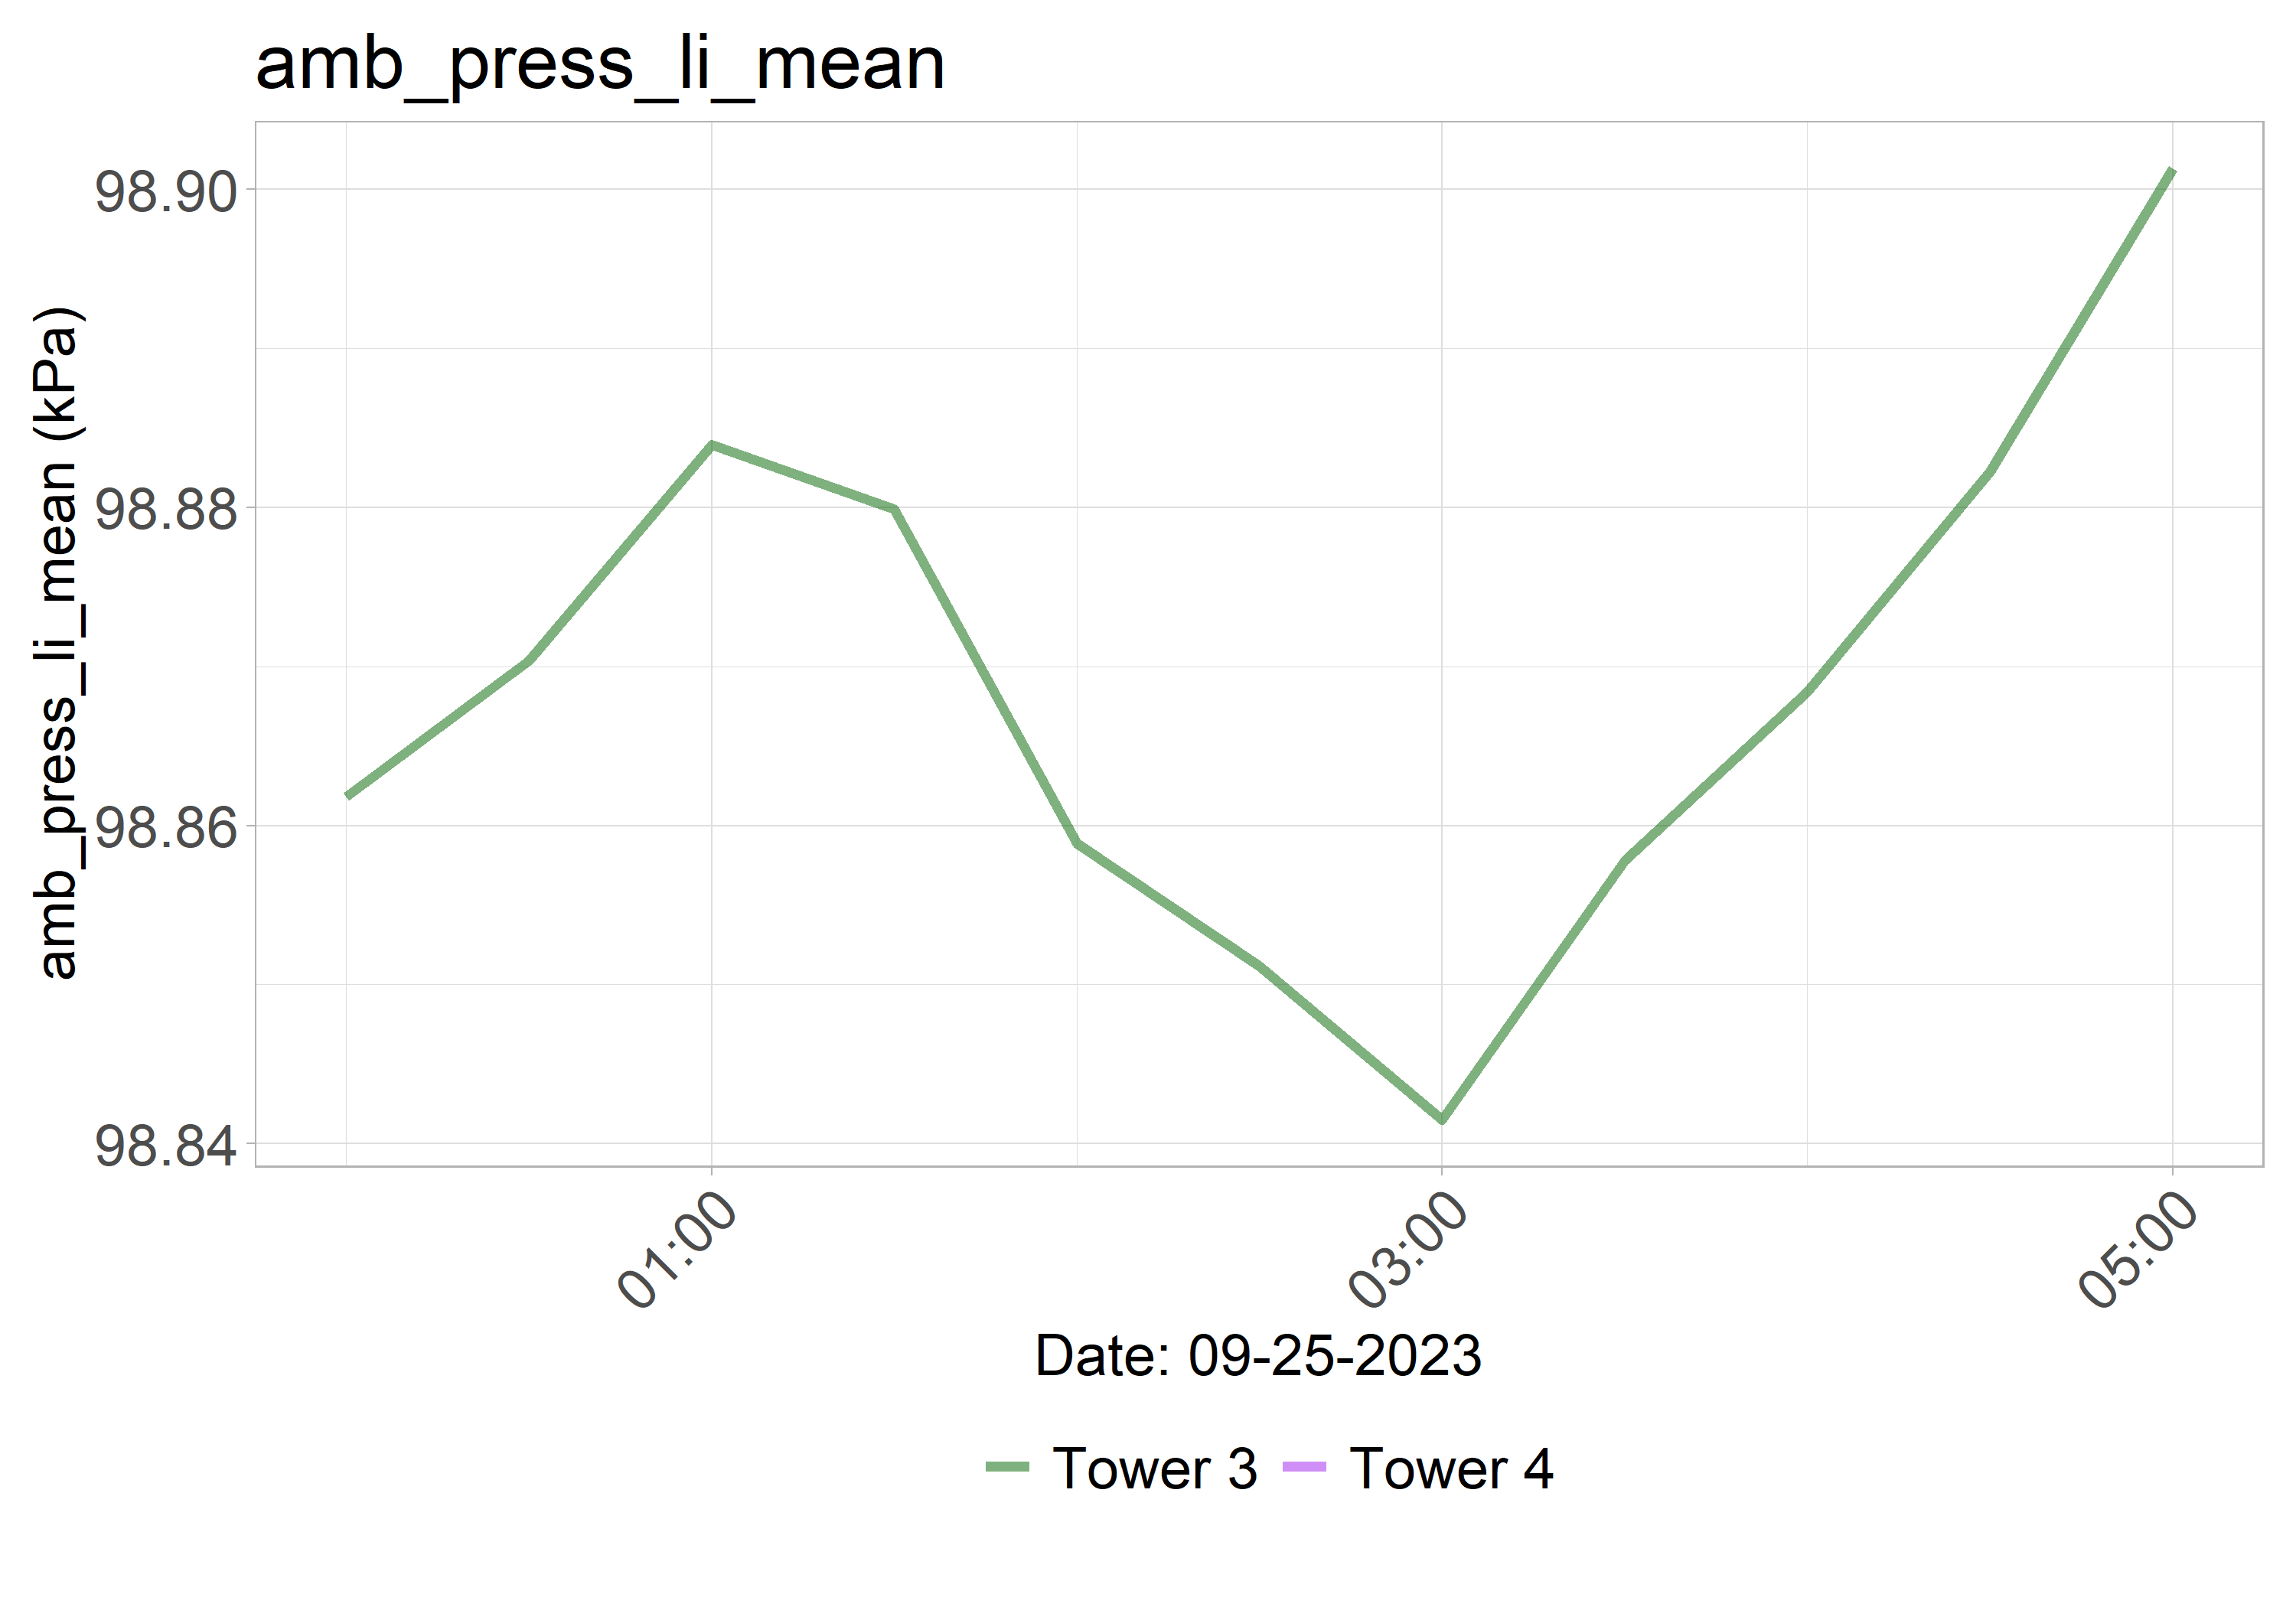 amb_press_li_mean
amb_press_li_mean (kPa)
98.90
98.88
98.86
98.84
01:00
03:00
05:00
Date: 09-25-2023
Tower 3
Tower 4